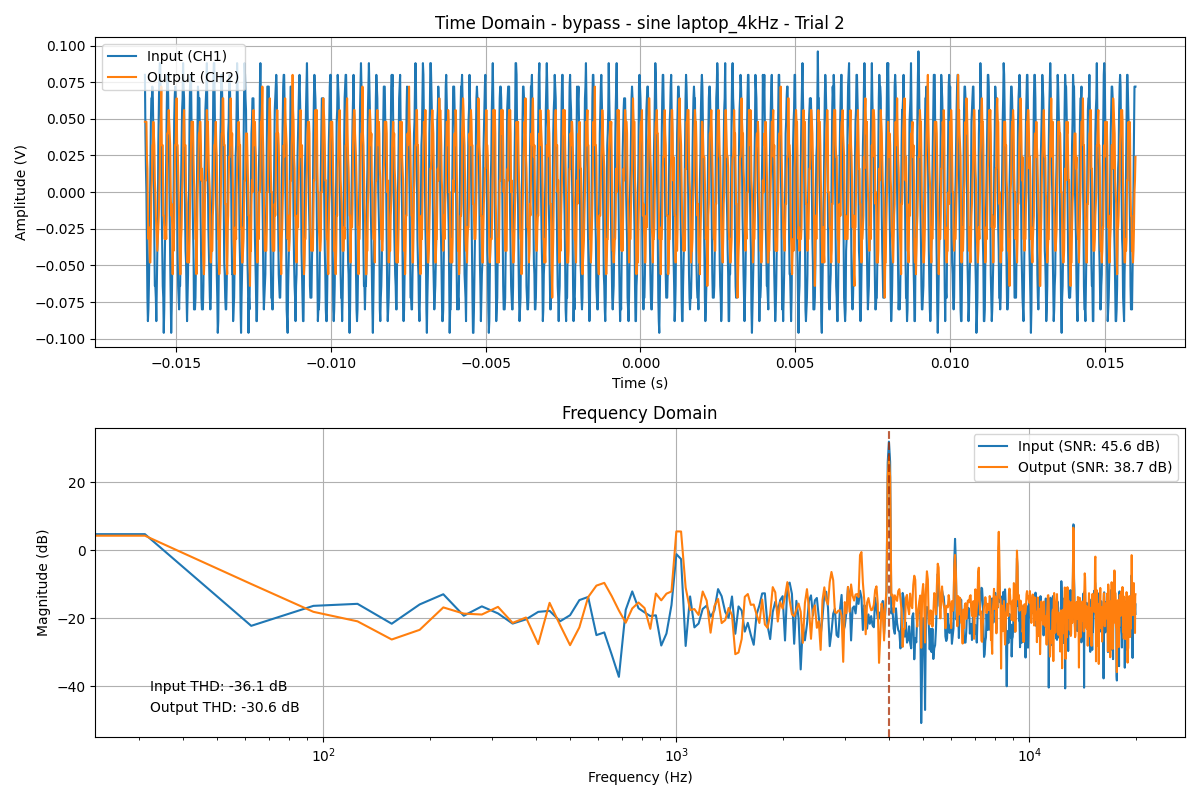 Time Domain - bypass - sine laptop_4kHz - Trial 2
Input (CH1)
Output (CH2)
Amplitude (V)
0.100
0.075
0.050
0.025
0.000
−0.025
−0.050
−0.075
−0.100
−0.015 −0.010 −0.005 0.000 0.005 0.010 0.015
Time (s)
Frequency Domain
Input (SNR: 45.6 dB)
Output (SNR: 38.7 dB)
Magnitude (dB)
20
0
−20
−40
Input THD: -36.1 dB
Output THD: -30.6 dB
10² 10³ 10⁴
Frequency (Hz)